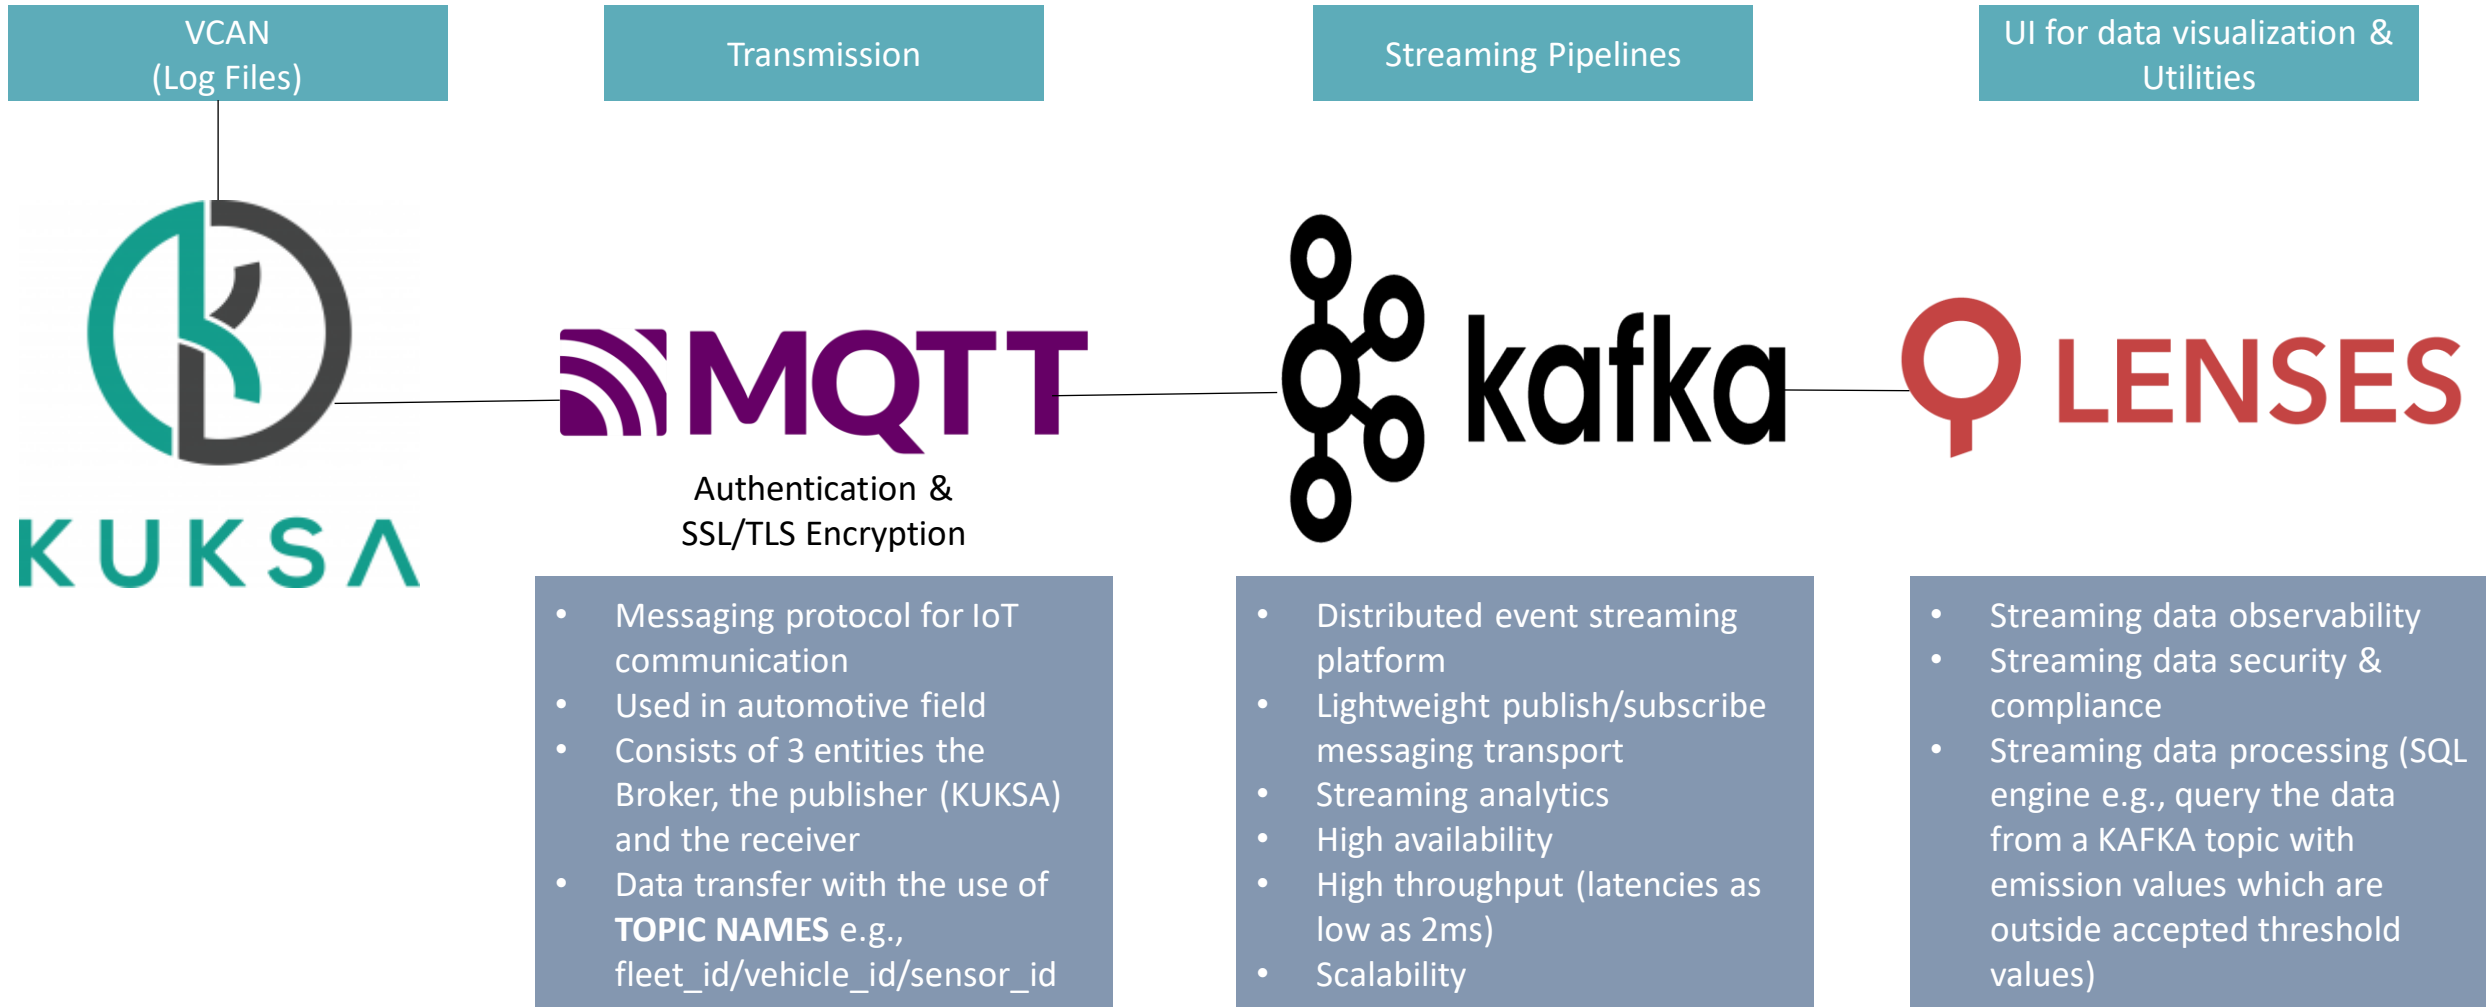 VCAN
(Log Files)
Transmission
Streaming Pipelines
UI for data visualization &
Utilities
KUKSA
MQTT
Authentication &
SSL/TLS Encryption
kafka
LENSES
• Messaging protocol for IoT
communication
• Used in automotive field
• Consists of 3 entities the
Broker, the publisher (KUKSA)
and the receiver
• Data transfer with the use of
TOPIC NAMES e.g.,
fleet_id/vehicle_id/sensor_id
• Distributed event streaming
platform
• Lightweight publish/subscribe
messaging transport
• Streaming analytics
• High availability
• High throughput (latencies as
low as 2ms)
• Scalability
• Streaming data observability
• Streaming data security &
compliance
• Streaming data processing (SQL
engine e.g., query the data
from a KAFKA topic with
emission values which are
outside accepted threshold
values)